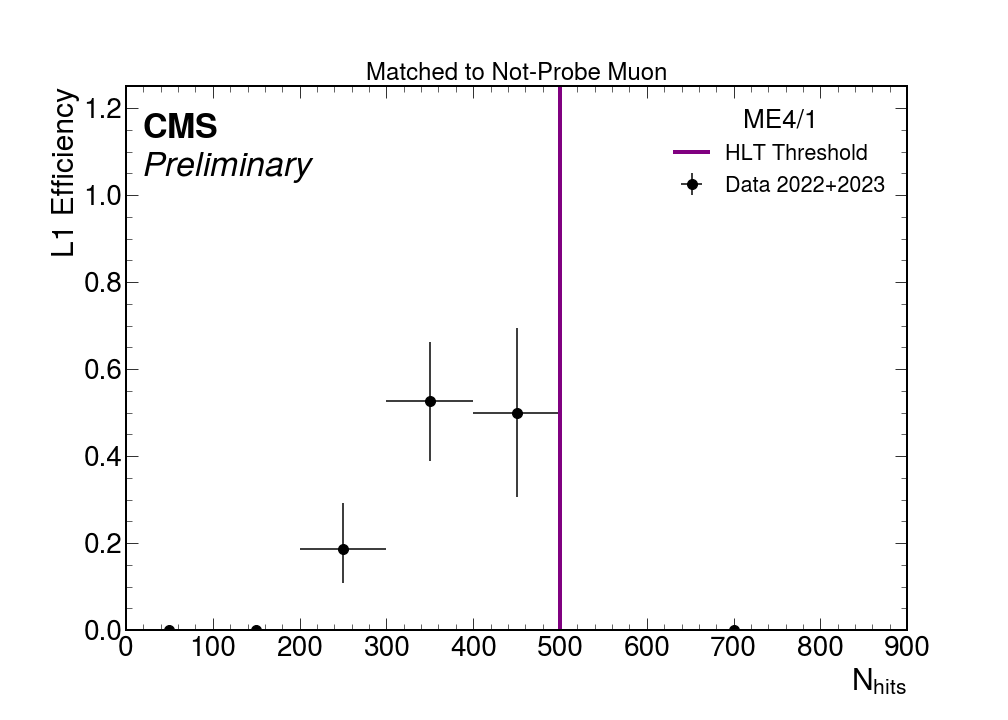 Matched to Not-Probe Muon
CMS
Preliminary
ME4/1
HLT Threshold
Data 2022+2023
L1 Efficiency
1.2
1.0
0.8
0.6
0.4
0.2
0.0
0 100 200 300 400 500 600 700 800 900
N_hits